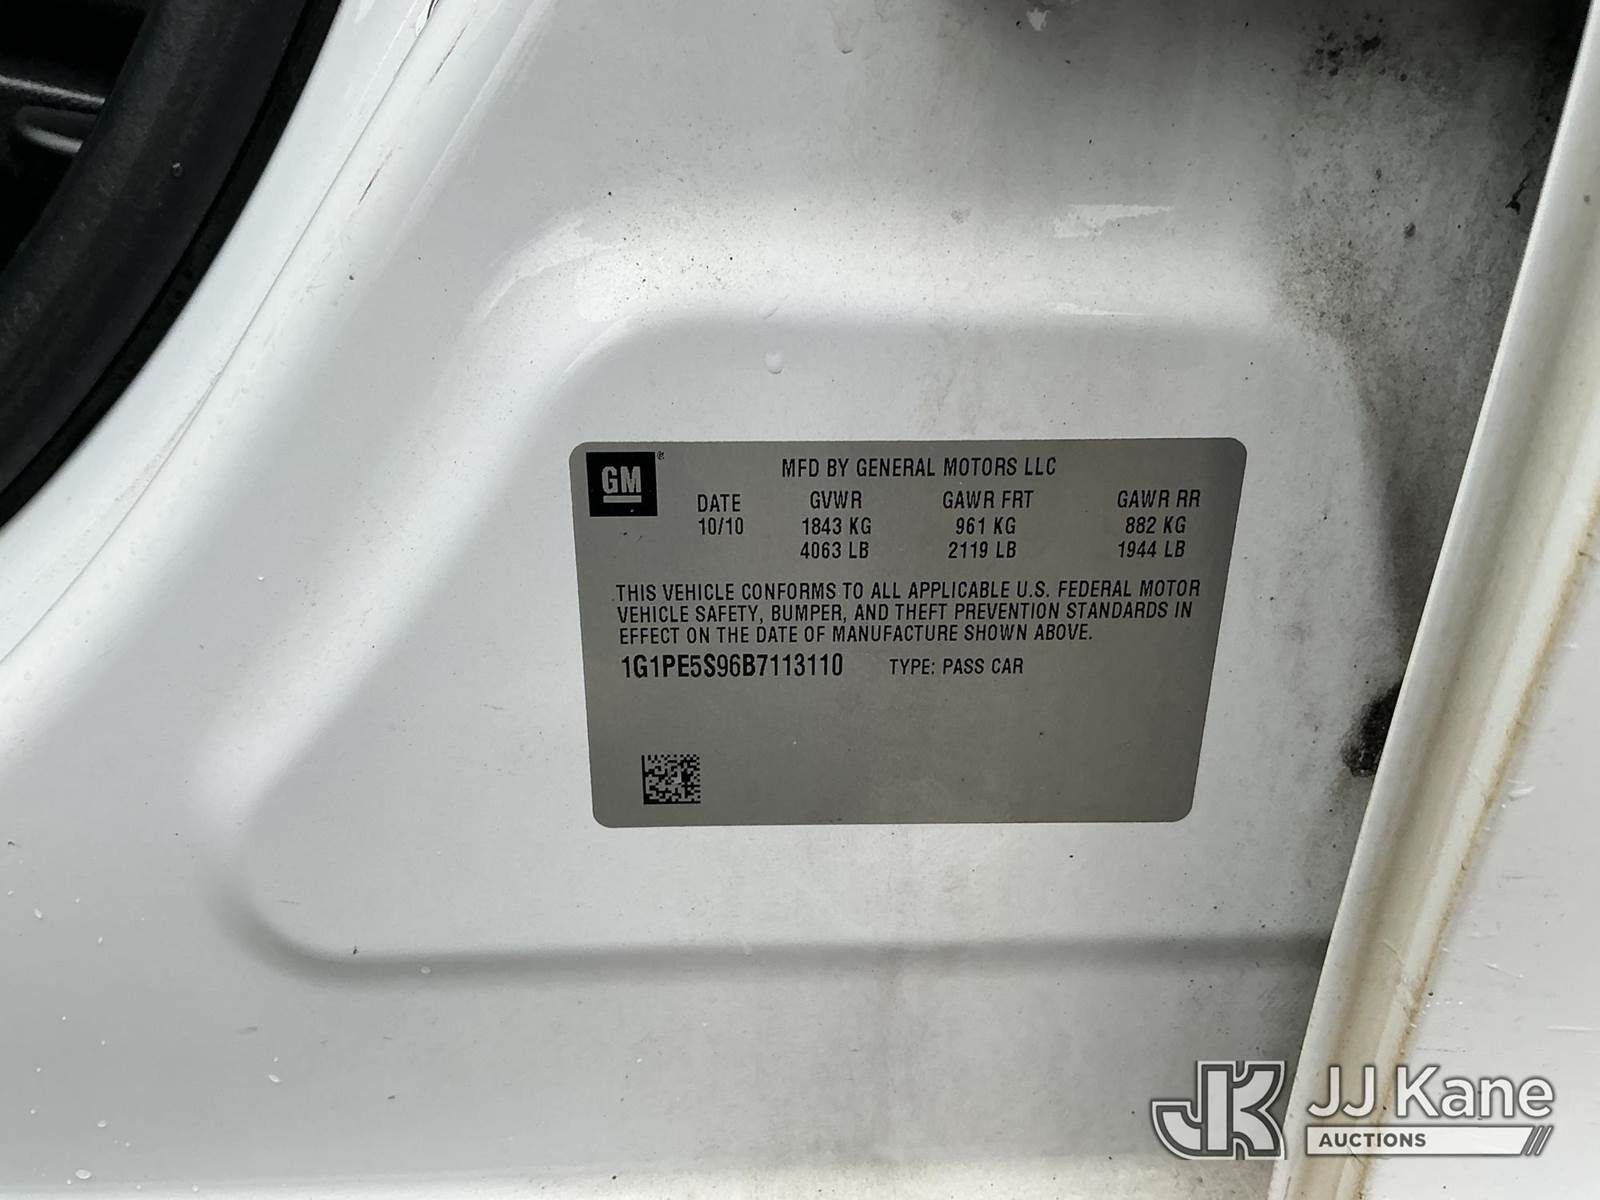 GM®
MFD BY GENERAL MOTORS LLC
DATE GVWR GAWR FRT GAWR RR
10/10 1843 KG 961 KG 882 KG
4063 LB 2119 LB 1944 LB
THIS VEHICLE CONFORMS TO ALL APPLICABLE U.S. FEDERAL MOTOR
VEHICLE SAFETY, BUMPER, AND THEFT PREVENTION STANDARDS IN
EFFECT ON THE DATE OF MANUFACTURE SHOWN ABOVE.
1G1PE5S96B7113110 TYPE: PASS CAR
JK JJ Kane
AUCTIONS